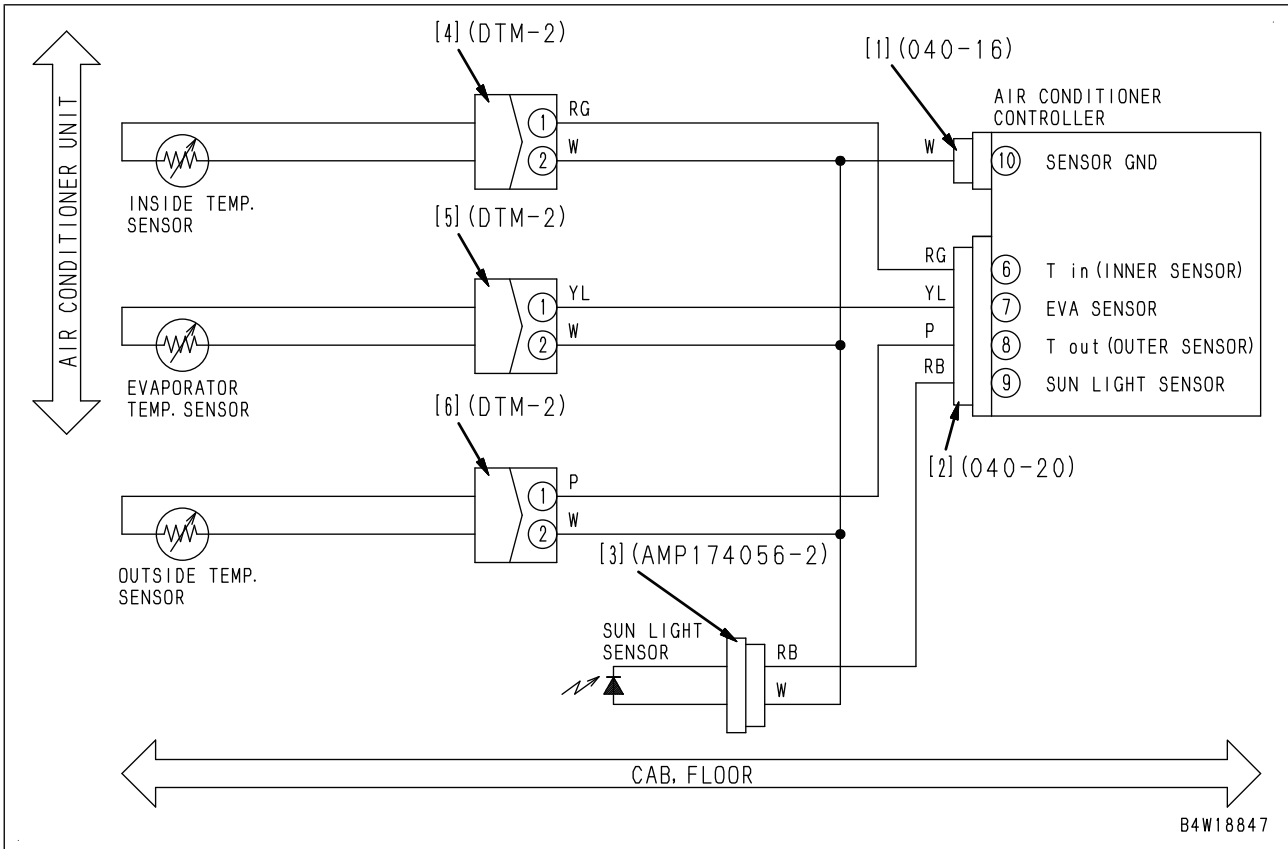 [4](DTM-2)
[1](040-16)
AIR CONDITIONER
CONTROLLER
AIR CONDITIONER UNIT
1
RG
2
W
W
10
SENSOR GND
INSIDE TEMP.
SENSOR
[5](DTM-2)
RG
6
T in(INNER SENSOR)
1
YL
YL
7
EVA SENSOR
2
W
P
8
T out(OUTER SENSOR)
RB
9
SUN LIGHT SENSOR
EVAPORATOR
TEMP. SENSOR
[6](DTM-2)
[2](040-20)
1
P
2
W
[3](AMP174056-2)
OUTSIDE TEMP.
SENSOR
SUN LIGHT
SENSOR
RB
W
CAB, FLOOR
B4W18847